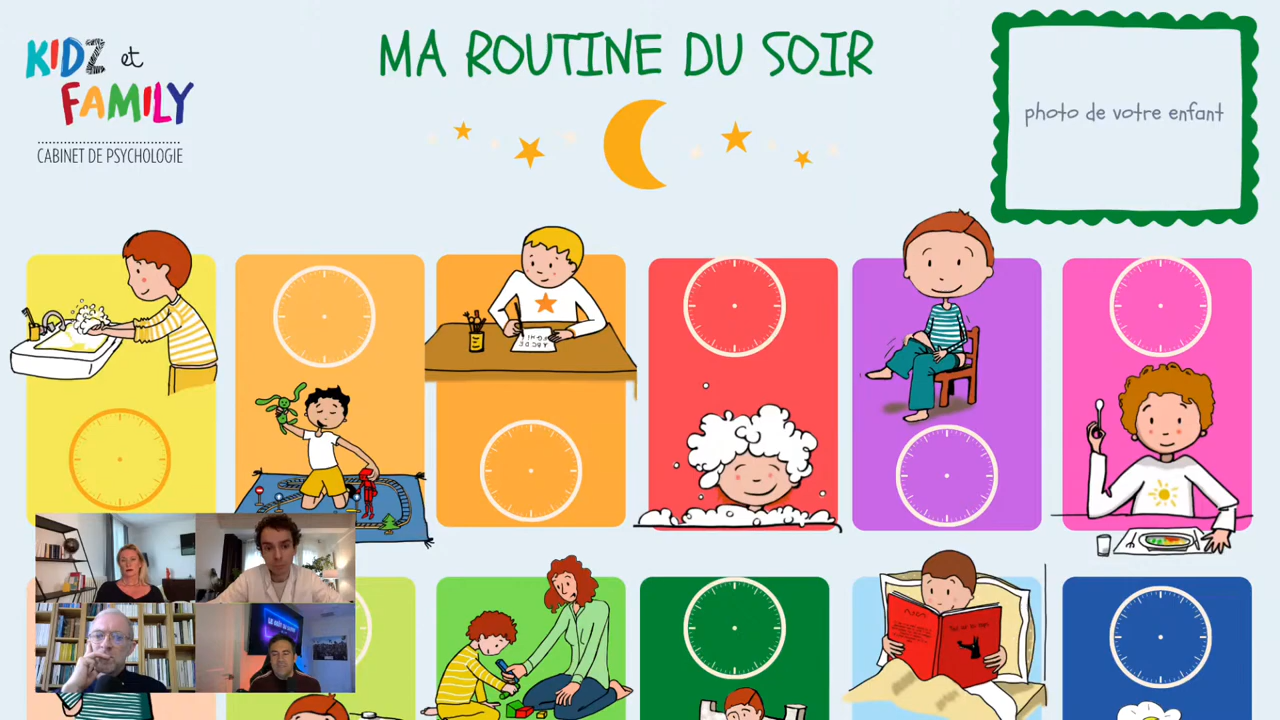 KIDZ et
FAMILY
CABINET DE PSYCHOLOGIE
MA ROUTINE DU SOIR
photo de votre enfant